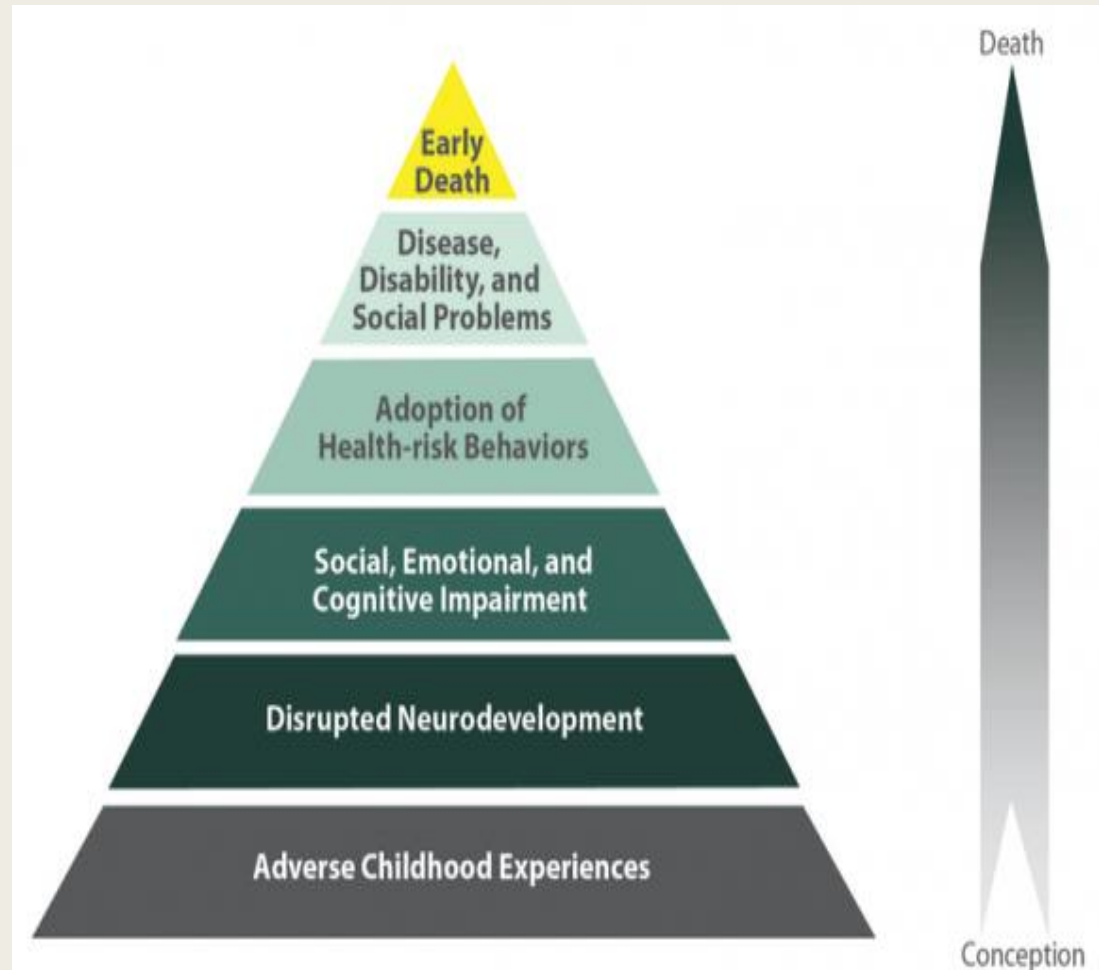 Death
Early
Death
Disease,
Disability, and
Social Problems
Adoption of
Health-risk Behaviors
Social, Emotional, and
Cognitive Impairment
Disrupted Neurodevelopment
Adverse Childhood Experiences
Conception